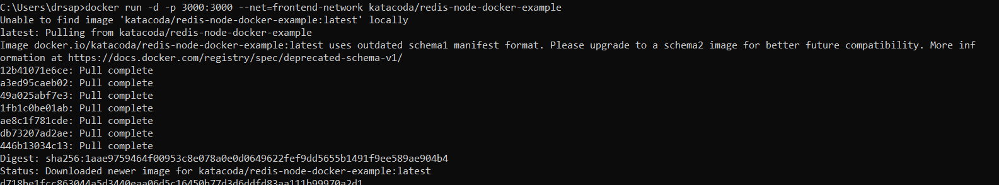 C:\Users\drsap>docker run -d -p 3000:3000 --net=frontend-network katacoda/redis-node-docker-example
Unable to find image 'katacoda/redis-node-docker-example:latest' locally
latest: Pulling from katacoda/redis-node-docker-example
Image docker.io/katacoda/redis-node-docker-example:latest uses outdated schema1 manifest format. Please upgrade to a schema2 image for better future compatibility. More inf
ormation at https://docs.docker.com/registry/spec/deprecated-schema-v1/
12b41071e6ce: Pull complete
a3ed95caeb02: Pull complete
49a025abf7e3: Pull complete
1fb1c0be01ab: Pull complete
ae8c1f781cde: Pull complete
db73207ad2ae: Pull complete
446b13034c13: Pull complete
Digest: sha256:1aae9759464f00953c8e078a0e0d0649622fef9dd5655b1491f9ee589ae904b4
Status: Downloaded newer image for katacoda/redis-node-docker-example:latest
d718be1fcc863044a5d3440eaa06d5c16450b77d3d6ddfd83aa111b99970a2d1